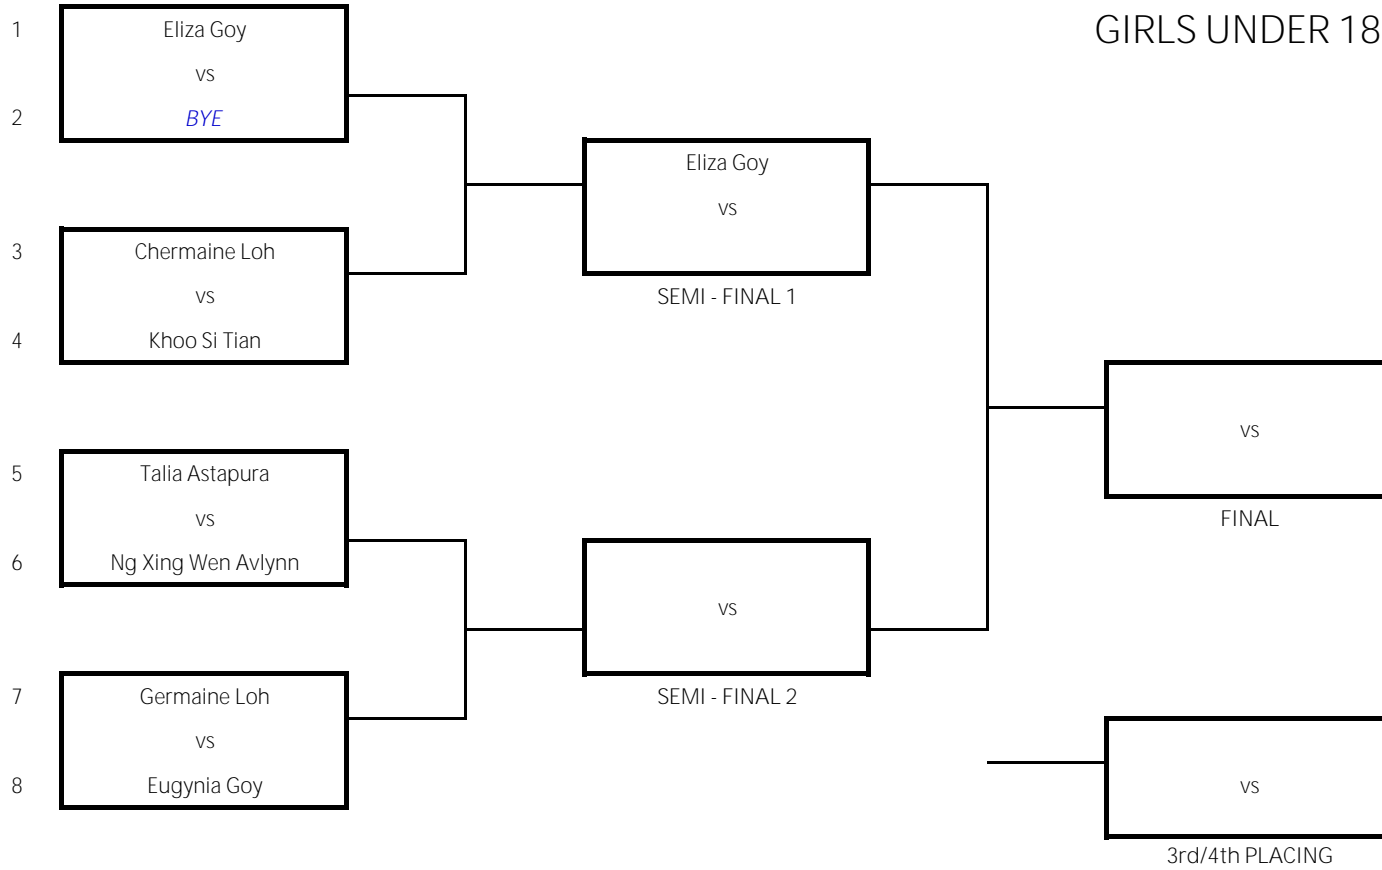 GIRLS UNDER 18
1
Eliza Goy
vs
2
BYE
3
Chermaine Loh
vs
4
Khoo Si Tian
5
Talia Astapura
vs
6
Ng Xing Wen Avlynn
7
Germaine Loh
vs
8
Eugynia Goy
Eliza Goy
vs
SEMI - FINAL 1
vs
SEMI - FINAL 2
vs
FINAL
vs
3rd/4th PLACING